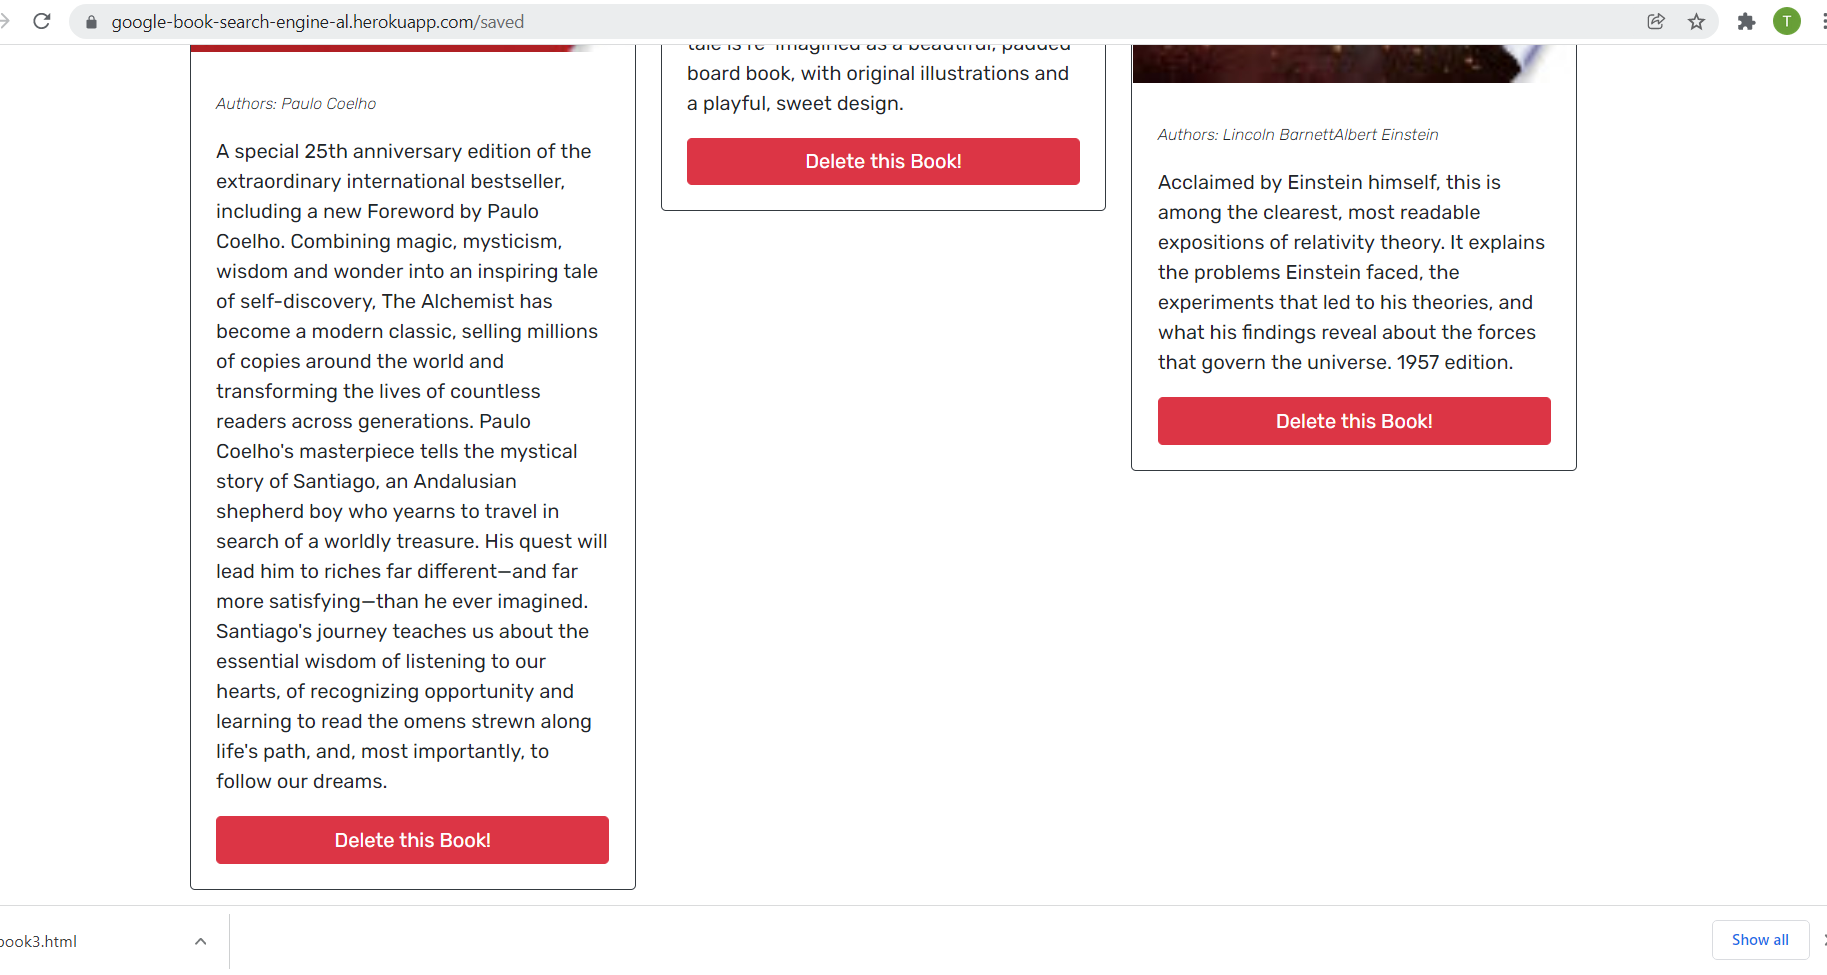 google-book-search-engine-al.herokuapp.com/saved
T
Authors: Paulo Coelho
A special 25th anniversary edition of the
extraordinary international bestseller,
including a new Foreword by Paulo
Coelho. Combining magic, mysticism,
wisdom and wonder into an inspiring tale
of self-discovery, The Alchemist has
become a modern classic, selling millions
of copies around the world and
transforming the lives of countless
readers across generations. Paulo
Coelho's masterpiece tells the mystical
story of Santiago, an Andalusian
shepherd boy who yearns to travel in
search of a worldly treasure. His quest will
lead him to riches far different—and far
more satisfying—than he ever imagined.
Santiago's journey teaches us about the
essential wisdom of listening to our
hearts, of recognizing opportunity and
learning to read the omens strewn along
life's path, and, most importantly, to
follow our dreams.
Delete this Book!
tale is re-imagined as a beautiful, padded
board book, with original illustrations and
a playful, sweet design.
Delete this Book!
Authors: Lincoln BarnettAlbert Einstein
Acclaimed by Einstein himself, this is
among the clearest, most readable
expositions of relativity theory. It explains
the problems Einstein faced, the
experiments that led to his theories, and
what his findings reveal about the forces
that govern the universe. 1957 edition.
Delete this Book!
book3.html
Show all